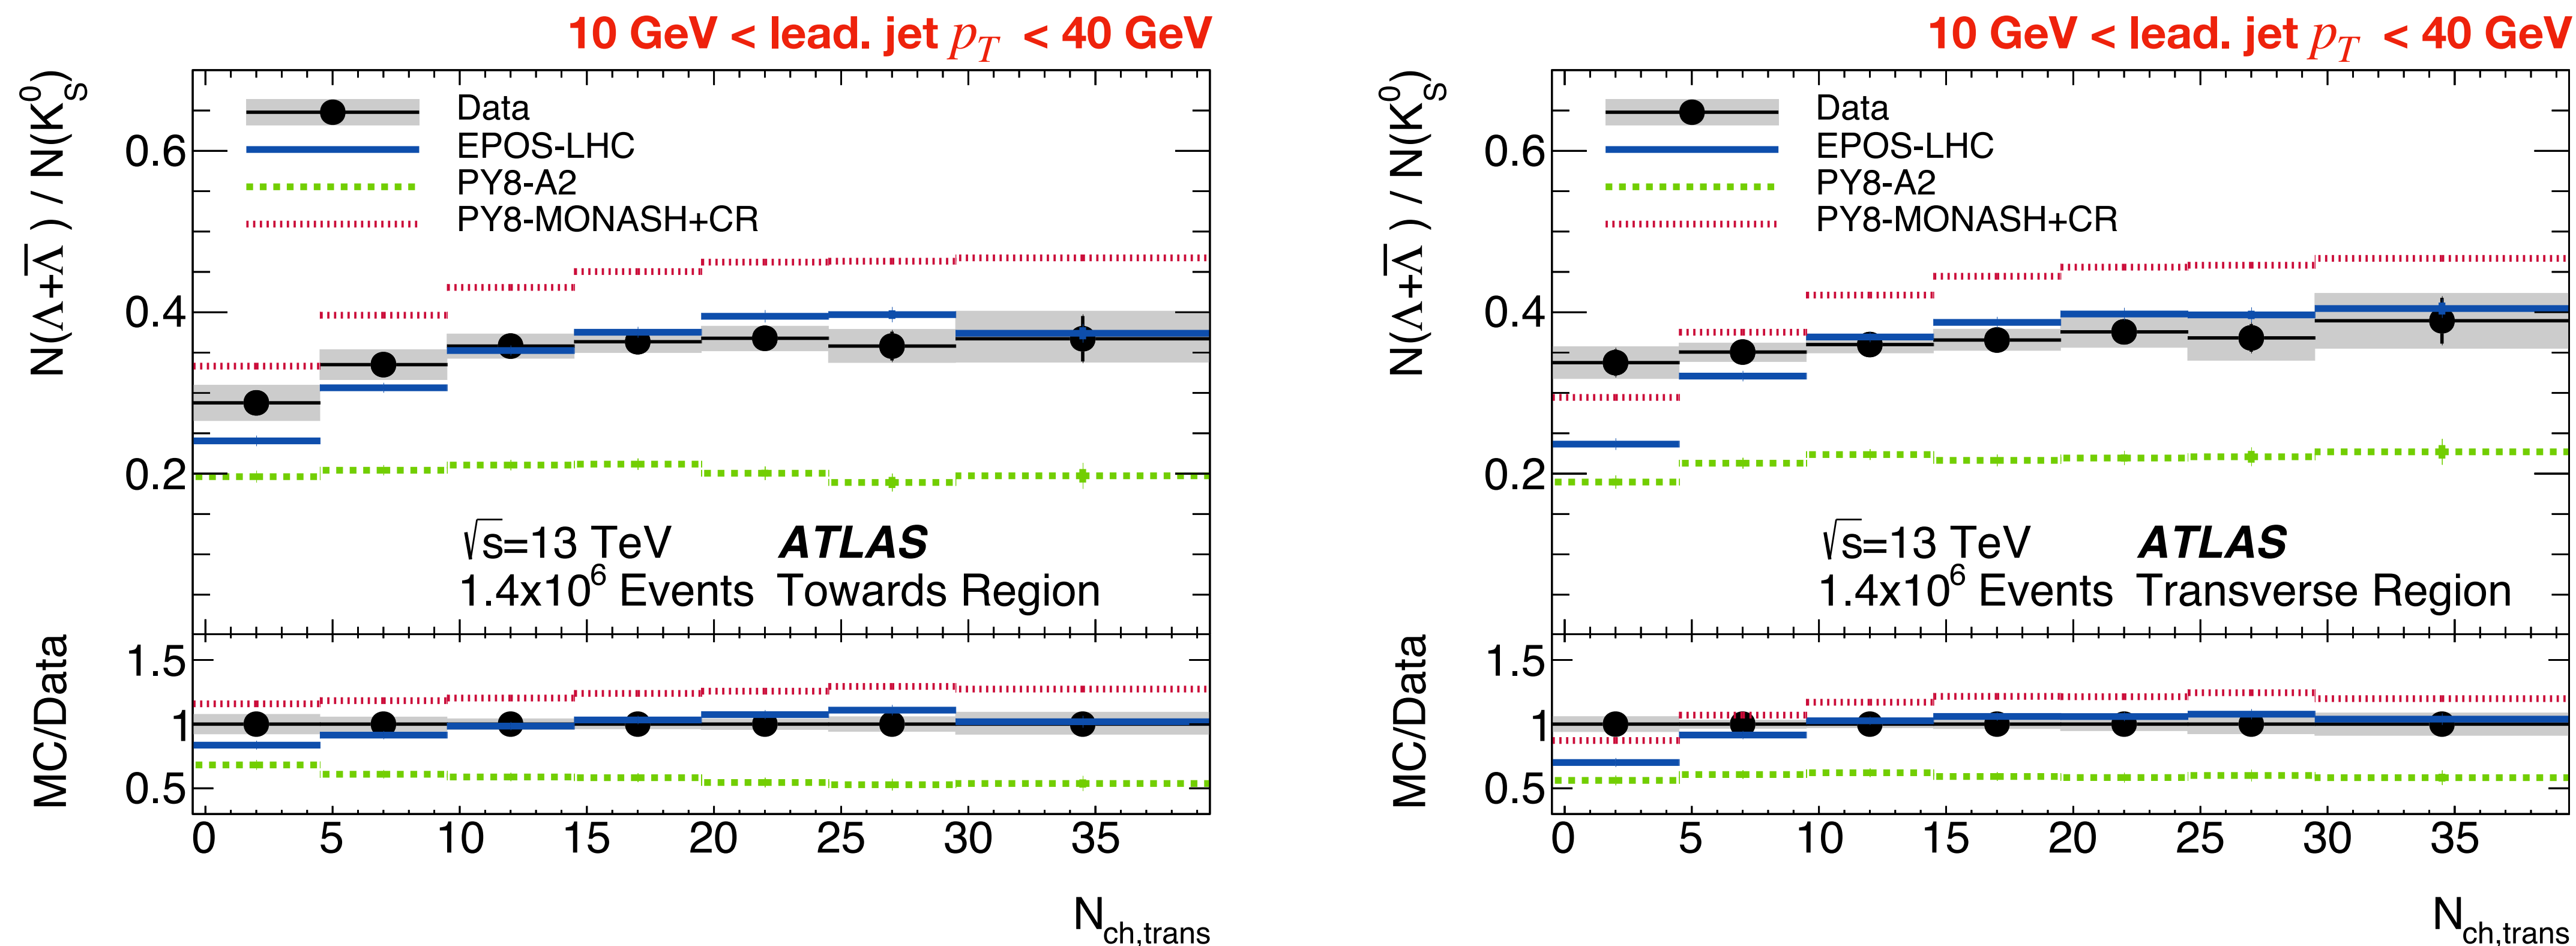 10 GeV < lead. jet p_T < 40 GeV
N(Λ+Λ̅) / N(K⁰_S)
Data
EPOS-LHC
PY8-A2
PY8-MONASH+CR
0.6
0.4
0.2
√s=13 TeV ATLAS
1.4x10⁶ Events Towards Region
MC/Data
1.5
1
0.5
0 5 10 15 20 25 30 35
N_ch,trans
10 GeV < lead. jet p_T < 40 GeV
N(Λ+Λ̅) / N(K⁰_S)
Data
EPOS-LHC
PY8-A2
PY8-MONASH+CR
0.6
0.4
0.2
√s=13 TeV ATLAS
1.4x10⁶ Events Transverse Region
MC/Data
1.5
1
0.5
0 5 10 15 20 25 30 35
N_ch,trans